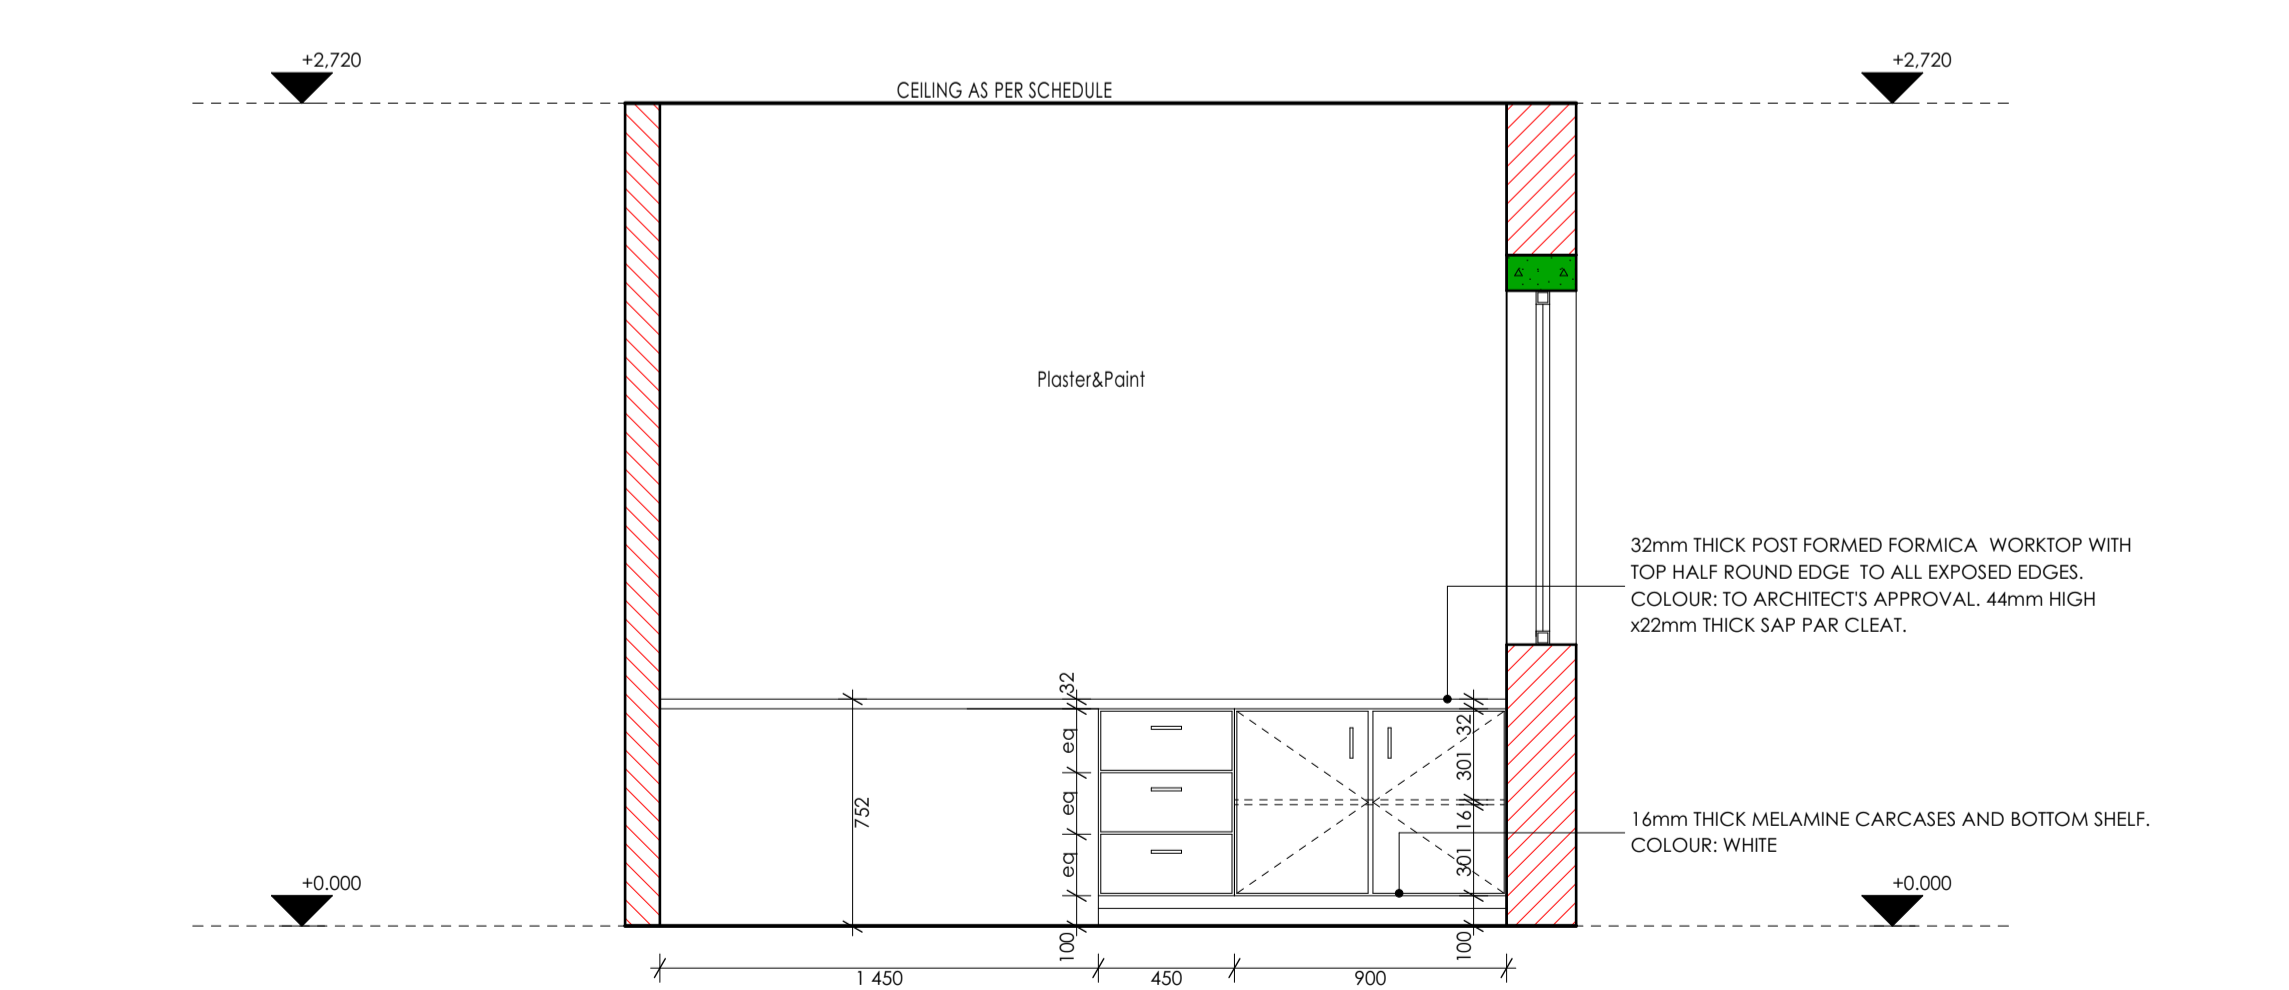 +2,720
+2,720
CEILING AS PER SCHEDULE
Plaster&Paint
32mm THICK POST FORMED FORMICA WORKTOP WITH
TOP HALF ROUND EDGE TO ALL EXPOSED EDGES.
COLOUR: TO ARCHITECT'S APPROVAL. 44mm HIGH
x22mm THICK SAP PAR CLEAT.
32
32
eq
301
752
eq
16
16mm THICK MELAMINE CARCASES AND BOTTOM SHELF.
COLOUR: WHITE
eq
301
+0.000
+0.000
100
100
1 450
450
900